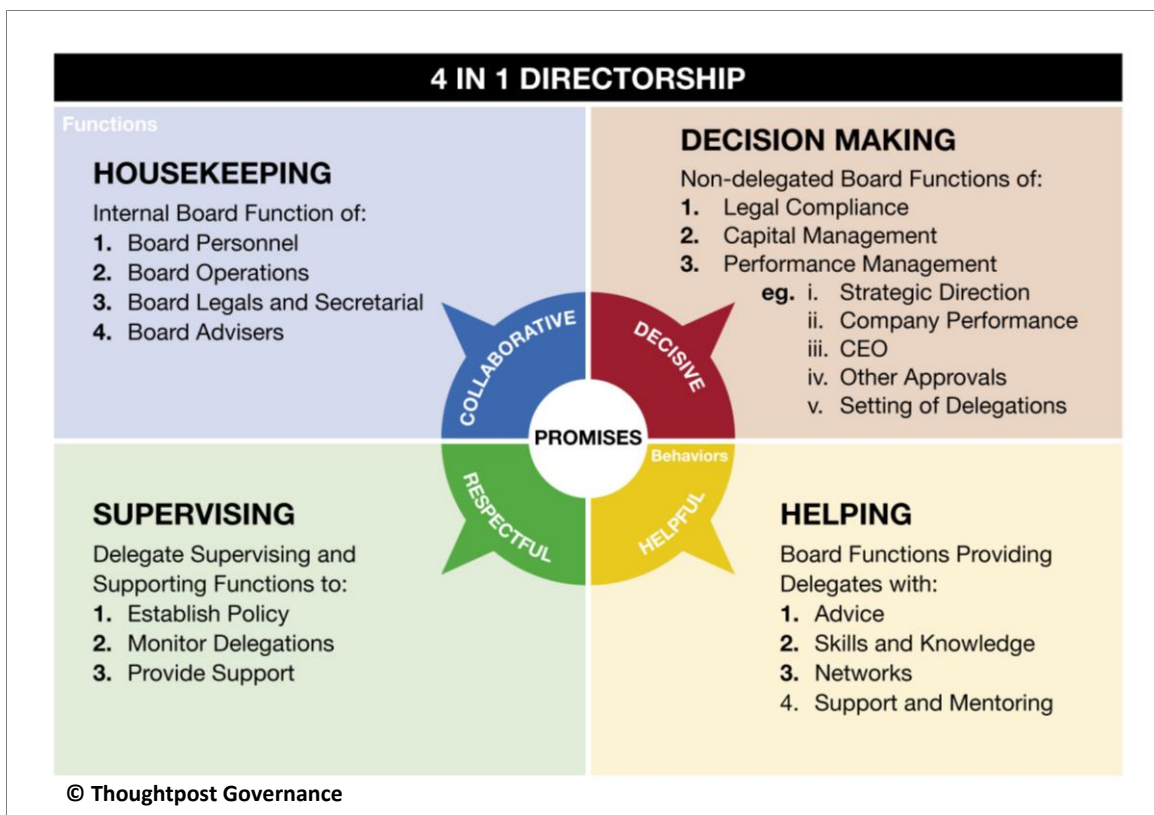 4 IN 1 DIRECTORSHIP
Functions
HOUSEKEEPING
Internal Board Function of:
1. Board Personnel
2. Board Operations
3. Board Legals and Secretarial
4. Board Advisers
DECISION MAKING
Non-delegated Board Functions of:
1. Legal Compliance
2. Capital Management
3. Performance Management
eg. i. Strategic Direction
ii. Company Performance
iii. CEO
iv. Other Approvals
v. Setting of Delegations
COLLABORATIVE
DECISIVE
PROMISES
Behaviors
RESPECTFUL
HELPFUL
SUPERVISING
Delegate Supervising and
Supporting Functions to:
1. Establish Policy
2. Monitor Delegations
3. Provide Support
HELPING
Board Functions Providing
Delegates with:
1. Advice
2. Skills and Knowledge
3. Networks
4. Support and Mentoring
© Thoughtpost Governance